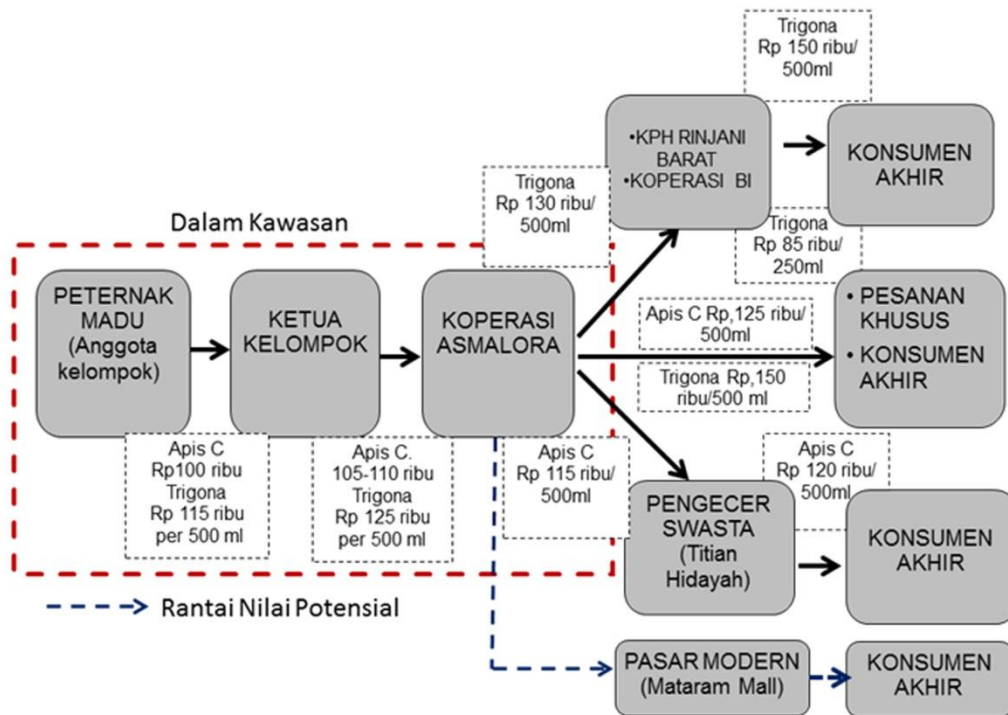 Trigona
Rp 150 ribu/
500ml
•KPH RINJANI
BARAT
•KOPERASI BI
KONSUMEN
AKHIR
Trigona
Rp 130 ribu/
500ml
Trigona
Rp 85 ribu/
250ml
Dalam Kawasan
PETERNAK
MADU
(Anggota
kelompok)
KETUA
KELOMPOK
KOPERASI
ASMALORA
Apis C Rp,125 ribu/
500ml
Trigona Rp,150
ribu/500 ml
• PESANAN
KHUSUS
• KONSUMEN
AKHIR
Apis C
Rp100 ribu
Trigona
Rp 115 ribu
per 500 ml
Apis C.
105-110 ribu
Trigona
Rp 125 ribu
per 500 ml
Apis C
Rp 115 ribu/
500ml
Apis C
Rp 120 ribu/
500ml
PENGECER
SWASTA
(Titian
Hidayah)
KONSUMEN
AKHIR
Rantai Nilai Potensial
PASAR MODERN
(Mataram Mall)
KONSUMEN
AKHIR